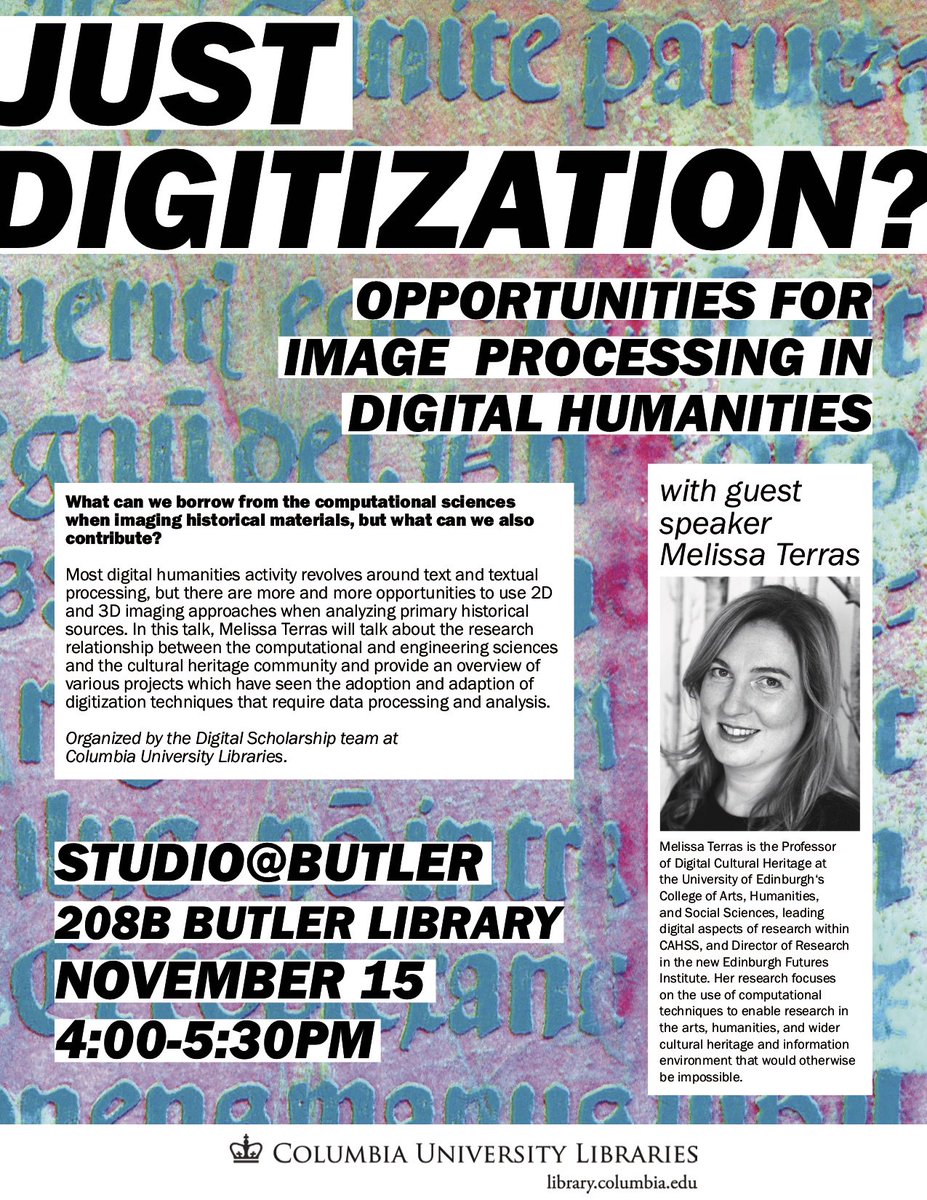 JUST
DIGITIZATION?
OPPORTUNITIES FOR
IMAGE PROCESSING IN
DIGITAL HUMANITIES
What can we borrow from the computational sciences
when imaging historical materials, but what can we also
contribute?
Most digital humanities activity revolves around text and textual
processing, but there are more and more opportunities to use 2D
and 3D imaging approaches when analyzing primary historical
sources. In this talk, Melissa Terras will talk about the research
relationship between the computational and engineering sciences
and the cultural heritage community and provide an overview of
various projects which have seen the adoption and adaption of
digitization techniques that require data processing and analysis.
Organized by the Digital Scholarship team at
Columbia University Libraries.
with guest
speaker
Melissa Terras
Melissa Terras is the Professor
of Digital Cultural Heritage at
the University of Edinburgh‘s
College of Arts, Humanities,
and Social Sciences, leading
digital aspects of research within
CAHSS, and Director of Research
in the new Edinburgh Futures
Institute. Her research focuses
on the use of computational
techniques to enable research in
the arts, humanities, and wider
cultural heritage and information
environment that would otherwise
be impossible.
STUDIO@BUTLER
208B BUTLER LIBRARY
NOVEMBER 15
4:00-5:30PM
COLUMBIA UNIVERSITY LIBRARIES
library.columbia.edu